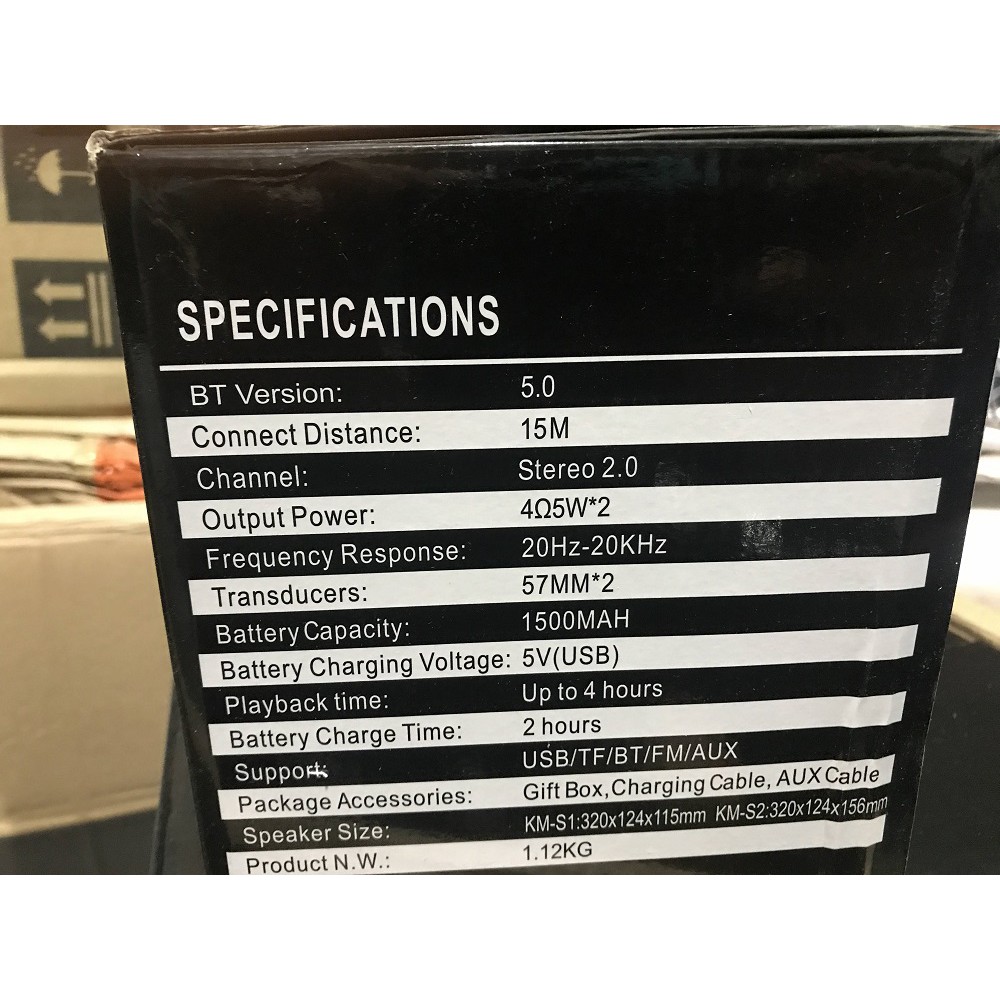 SPECIFICATIONS
BT Version: 5.0
Connect Distance: 15M
Channel: Stereo 2.0
Output Power: 4Ω5W*2
Frequency Response: 20Hz-20KHz
Transducers: 57MM*2
Battery Capacity: 1500MAH
Battery Charging Voltage: 5V(USB)
Playback time: Up to 4 hours
Battery Charge Time: 2 hours
Support: USB/TF/BT/FM/AUX
Package Accessories: Gift Box,Charging Cable, AUX Cable
Speaker Size: KM-S1:320x124x115mm KM-S2:320x124x156mm
Product N.W.: 1.12KG